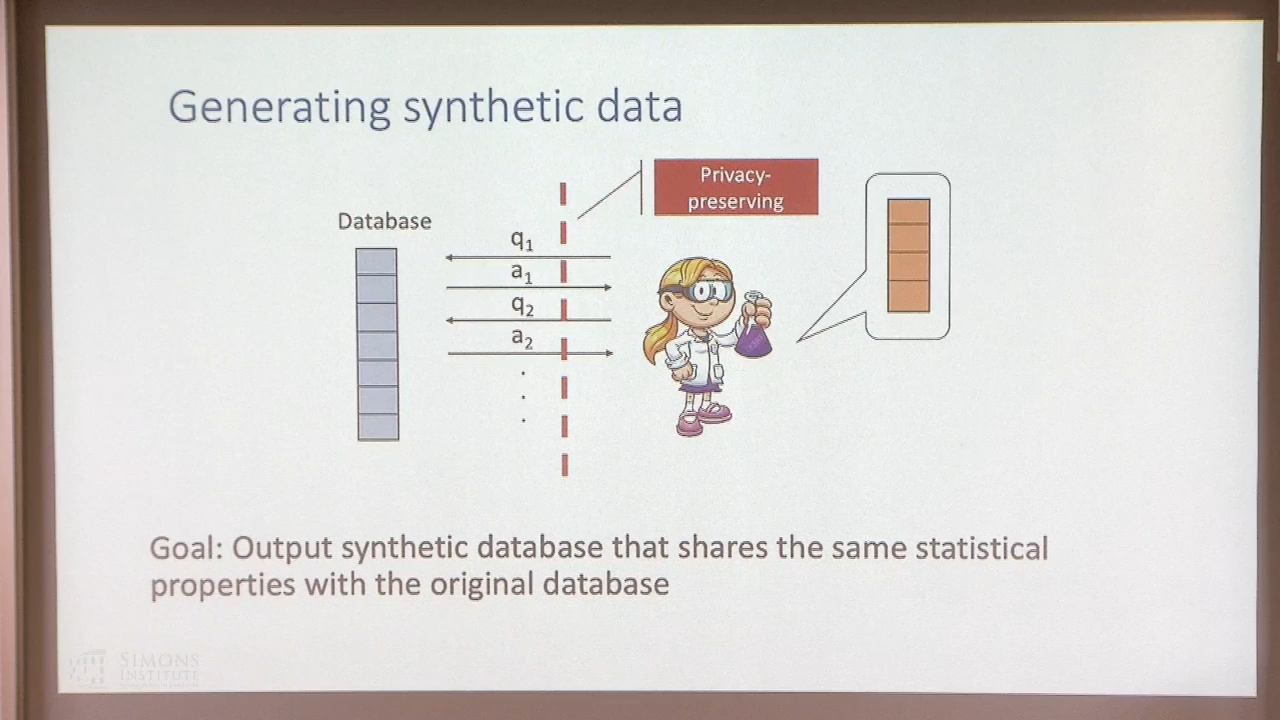 Generating synthetic data
Privacy-
preserving
Database
q1
a1
q2
a2
Goal: Output synthetic database that shares the same statistical
properties with the original database
SIMONS
INSTITUTE